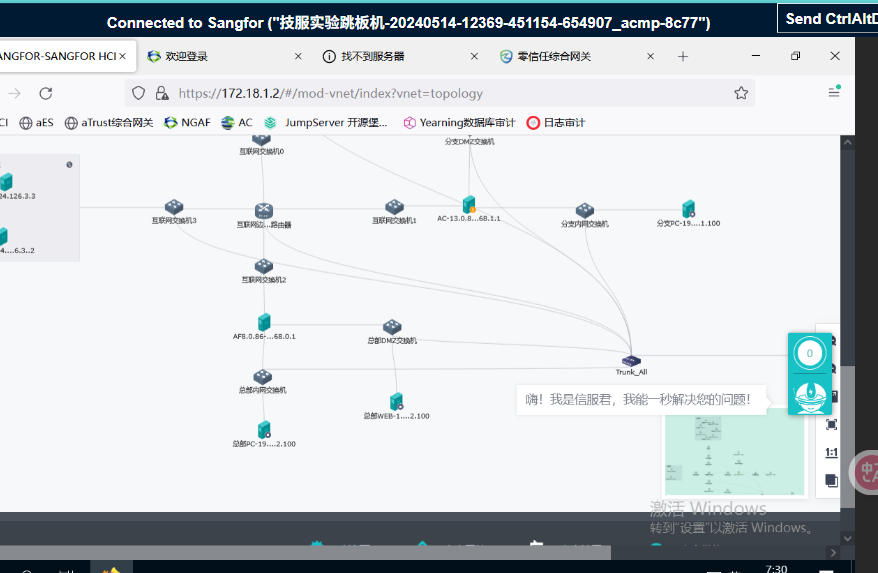 Connected to Sangfor ("技服实验跳板机-20240514-12369-451154-654907_acmp-8c77")
Send CtrlAltD
ANGFOR-SANGFOR HCI
欢迎登录
找不到服务器
零信任综合网关
https://172.18.1.2/#/mod-vnet/index?vnet=topology
CI
aES
aTrust综合网关
NGAF
AC
JumpServer 开源堡...
Yearning数据库审计
日志审计
互联网交换机0
分支DMZ交换机
24.126.3.3
互联网交换机3
互联网边...路由器
互联网交换机1
AC-13.0.8...68.1.1
分支内网交换机
分支PC-19....1.100
4....6.3..2
互联网交换机2
AF8.0.86-...68.0.1
总部DMZ交换机
Trunk_All
总部内网交换机
总部WEB-1....2.100
总部PC-19....2.100
0
嗨！我是信服君，我能一秒解决您的问题！
1:1
激活 Windows
转到"设置"以激活 Windows。
7:30